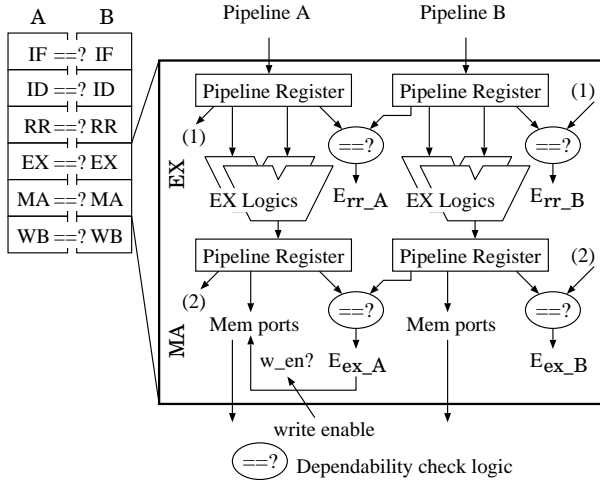 A B
Pipeline A Pipeline B
IF ==? IF
ID ==? ID
RR ==? RR
EX ==? EX
MA ==? MA
WB ==? WB
Pipeline Register Pipeline Register
(1) ==? ==? (1)
EX
EX Logics EX Logics
Err_A Err_B
Pipeline Register Pipeline Register
(2) ==? ==? (2)
MA
Mem ports Mem ports
w_en? Eex_A Eex_B
write enable
==? Dependability check logic